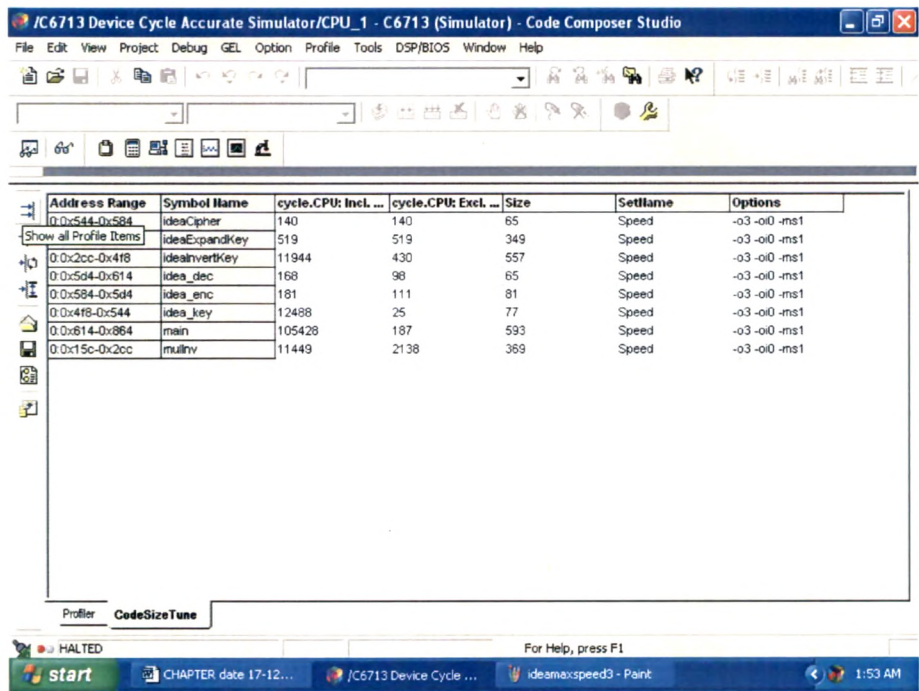 /C6713 Device Cycle Accurate Simulator/CPU_1 - C6713 (Simulator) - Code Composer Studio
File Edit View Project Debug GEL Option Profile Tools DSP/BIOS Window Help
Address Range Symbol Name cycle.CPU: Incl. ... cycle.CPU: Excl. ... Size SetName Options
0:0x544-0x584 ideaCipher 140 140 65 Speed -o3 -oi0 -ms1
Show all Profile Items ideaExpandKey 519 519 349 Speed -o3 -oi0 -ms1
0:0x2cc-0x4f8 ideaInvertKey 11944 430 557 Speed -o3 -oi0 -ms1
0:0x5d4-0x614 idea_dec 168 98 65 Speed -o3 -oi0 -ms1
0:0x584-0x5d4 idea_enc 181 111 81 Speed -o3 -oi0 -ms1
0:0x4f8-0x544 idea_key 12488 25 77 Speed -o3 -oi0 -ms1
0:0x614-0x864 main 105428 187 593 Speed -o3 -oi0 -ms1
0:0x15c-0x2cc mulInv 11449 2138 369 Speed -o3 -oi0 -ms1
Profiler CodeSizeTune
HALTED For Help, press F1
start CHAPTER date 17-12... /C6713 Device Cycle ... ideamaxspeed3 - Paint 1:53 AM